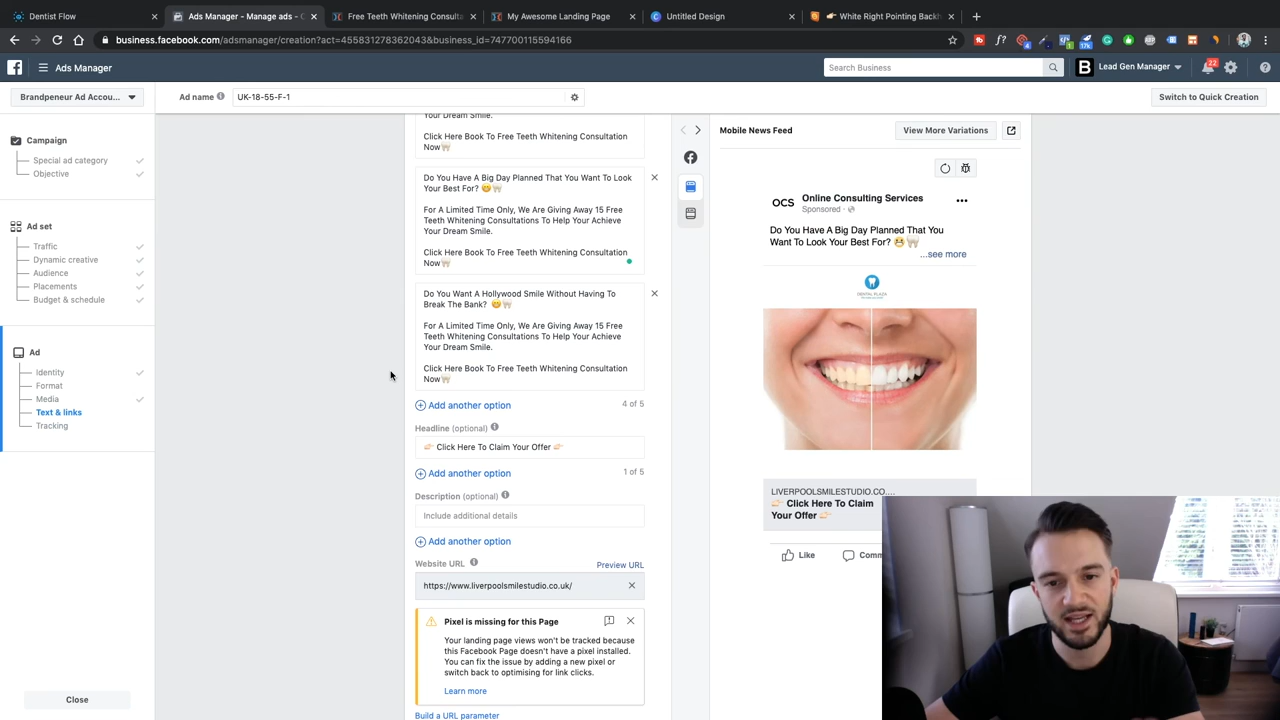 Dentist Flow
Ads Manager - Manage ads - C
Free Teeth Whitening Consulta
My Awesome Landing Page
Untitled Design
White Right Pointing Backh
business.facebook.com/adsmanager/creation?act=455831278362043&business_id=747700115594166
Ads Manager
Search Business
Lead Gen Manager
22
Brandpeneur Ad Accou...
Ad name
UK-18-55-F-1
Switch to Quick Creation
Campaign
Special ad category
Objective
Ad set
Traffic
Dynamic creative
Audience
Placements
Budget & schedule
Ad
Identity
Format
Media
Text & links
Tracking
Close
Your Dream Smile.
Click Here Book To Free Teeth Whitening Consultation
Now
Do You Have A Big Day Planned That You Want To Look
Your Best For?
For A Limited Time Only, We Are Giving Away 15 Free
Teeth Whitening Consultations To Help Your Achieve
Your Dream Smile.
Click Here Book To Free Teeth Whitening Consultation
Now
Do You Want A Hollywood Smile Without Having To
Break The Bank?
For A Limited Time Only, We Are Giving Away 15 Free
Teeth Whitening Consultations To Help Your Achieve
Your Dream Smile.
Click Here Book To Free Teeth Whitening Consultation
Now
Add another option
4 of 5
Headline (optional)
Click Here To Claim Your Offer
Add another option
1 of 5
Description (optional)
Include additional details
Add another option
Website URL
Preview URL
https://www.liverpoolsmilestudio.co.uk/
Pixel is missing for this Page
Your landing page views won't be tracked because
this Facebook Page doesn't have a pixel installed.
You can fix the issue by adding a new pixel or
switch back to optimising for link clicks.
Learn more
Build a URL parameter
Mobile News Feed
View More Variations
OCS
Online Consulting Services
Sponsored
Do You Have A Big Day Planned That You
Want To Look Your Best For?
...see more
DENTAL PLAZA
LIVERPOOLSMILESTUDIO.CO....
Click Here To Claim
Your Offer
Like
Comm